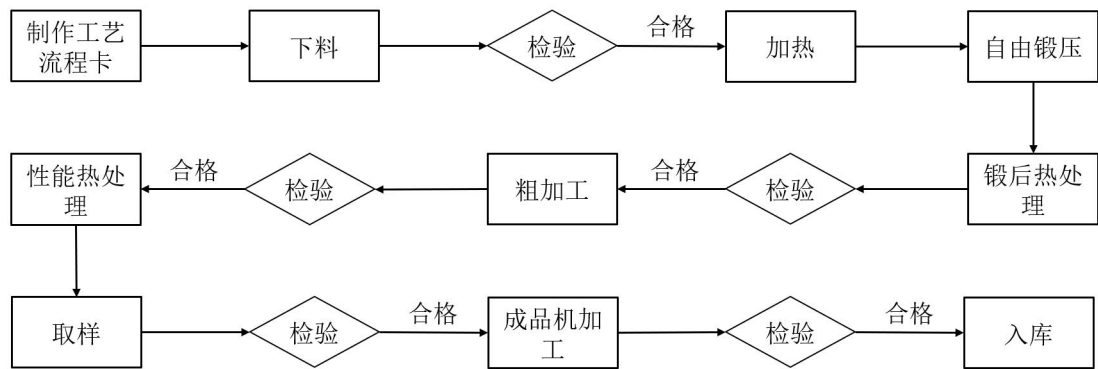 制作工艺
流程卡
下料
检验
合格
加热
自由锻压
锻后热处
理
检验
合格
粗加工
检验
合格
性能热处
理
取样
检验
合格
成品机加
工
检验
合格
入库